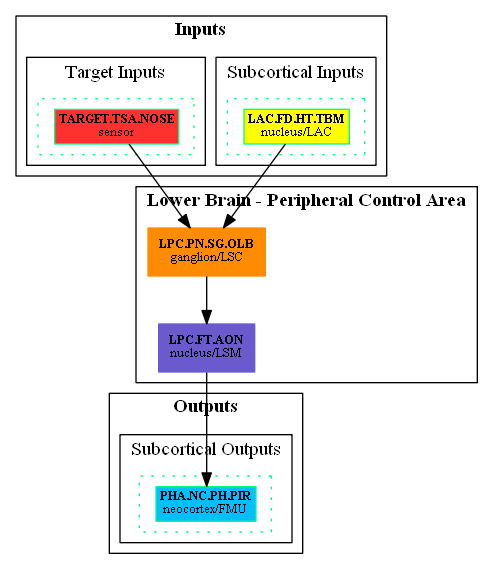 Inputs
Target Inputs
Subcortical Inputs
TARGET.TSA.NOSE
sensor
LAC.FD.HT.TBM
nucleus/LAC
Lower Brain - Peripheral Control Area
LPC.PN.SG.OLB
ganglion/LSC
LPC.FT.AON
nucleus/LSM
Outputs
Subcortical Outputs
PHA.NC.PH.PIR
neocortex/FMU